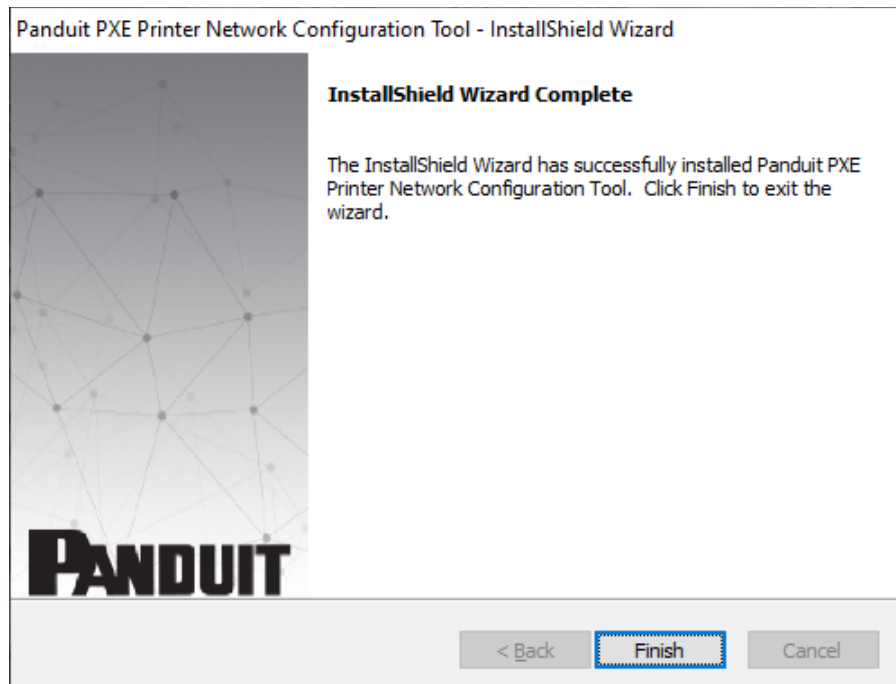 Panduit PXE Printer Network Configuration Tool - InstallShield Wizard
InstallShield Wizard Complete
The InstallShield Wizard has successfully installed Panduit PXE
Printer Network Configuration Tool.  Click Finish to exit the
wizard.
PANDUIT
< Back
Finish
Cancel